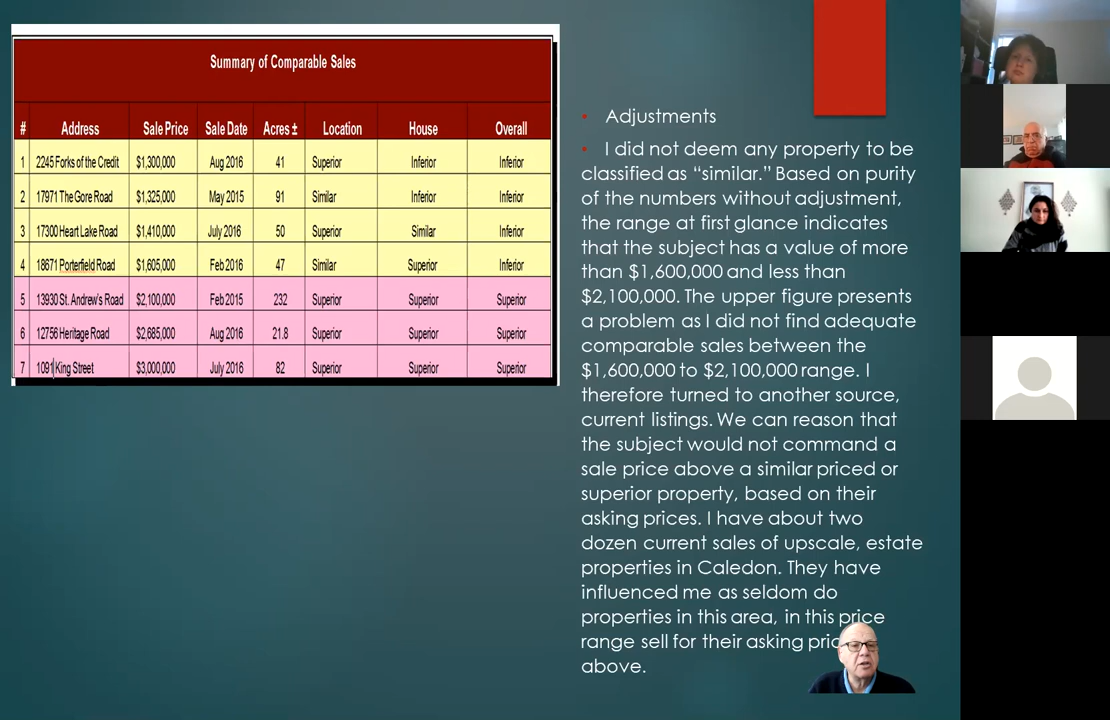 Summary of Comparable Sales
# Address Sale Price Sale Date Acres ± Location House Overall
1 2245 Forks of the Credit $1,300,000 Aug 2016 41 Superior Inferior Inferior
2 17971 The Gore Road $1,325,000 May 2015 91 Similar Inferior Inferior
3 17300 Heart Lake Road $1,410,000 July 2016 50 Superior Similar Inferior
4 18671 Porterfield Road $1,605,000 Feb 2016 47 Similar Superior Inferior
5 13930 St. Andrew's Road $2,100,000 Feb 2015 232 Superior Superior Superior
6 12756 Heritage Road $2,685,000 Aug 2016 21.8 Superior Superior Superior
7 1091 King Street $3,000,000 July 2016 82 Superior Superior Superior
• Adjustments
• I did not deem any property to be
classified as “similar.” Based on purity
of the numbers without adjustment,
the range at first glance indicates
that the subject has a value of more
than $1,600,000 and less than
$2,100,000. The upper figure presents
a problem as I did not find adequate
comparable sales between the
$1,600,000 to $2,100,000 range. I
therefore turned to another source,
current listings. We can reason that
the subject would not command a
sale price above a similar priced or
superior property, based on their
asking prices. I have about two
dozen current sales of upscale, estate
properties in Caledon. They have
influenced me as seldom do
properties in this area, in this price
range sell for their asking
above.